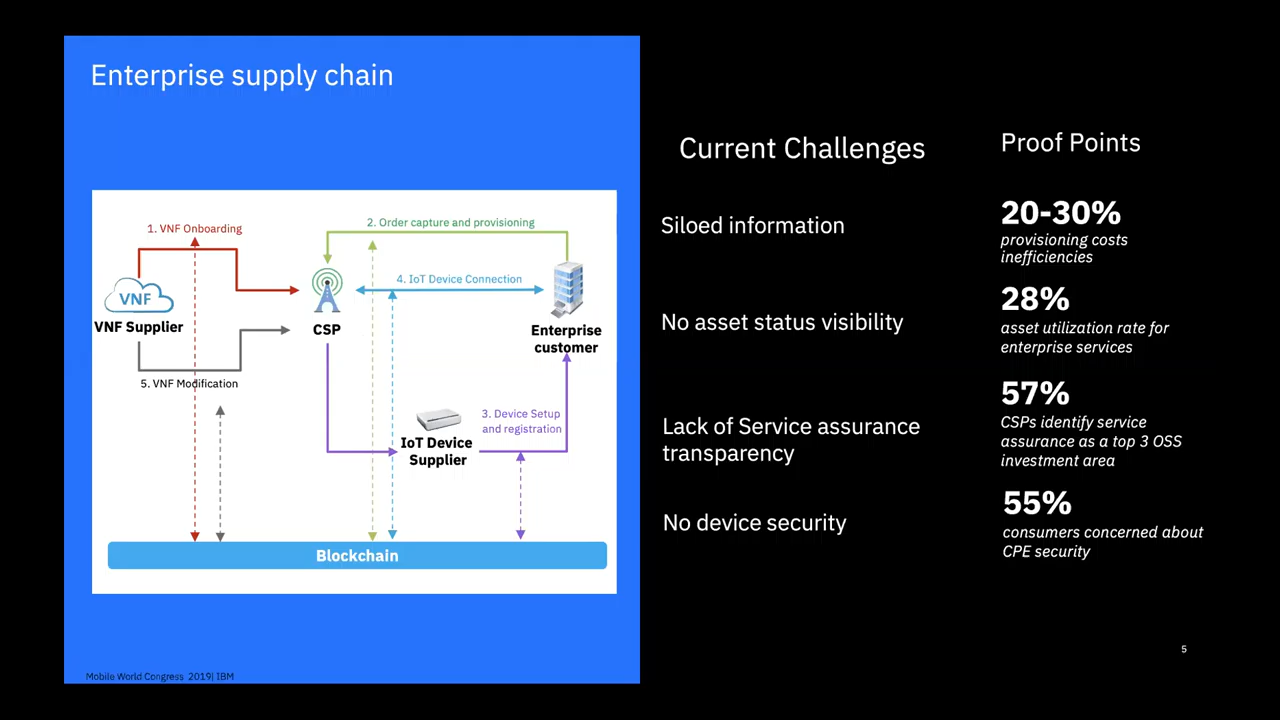 Enterprise supply chain
1. VNF Onboarding
2. Order capture and provisioning
4. IoT Device Connection
VNF
VNF Supplier
CSP
Enterprise
customer
5. VNF Modification
3. Device Setup
and registration
IoT Device
Supplier
Blockchain
Mobile World Congress 2019| IBM
Current Challenges
Proof Points
Siloed information
20-30%
provisioning costs
inefficiencies
No asset status visibility
28%
asset utilization rate for
enterprise services
Lack of Service assurance
transparency
57%
CSPs identify service
assurance as a top 3 OSS
investment area
No device security
55%
consumers concerned about
CPE security
5